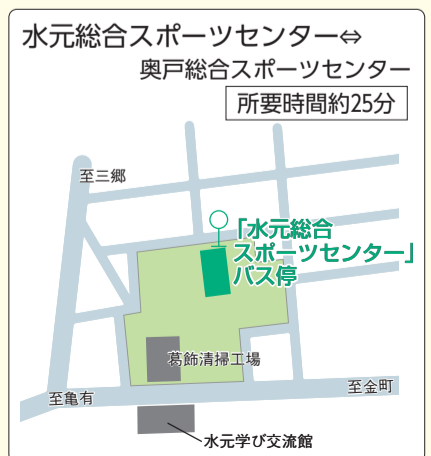 水元総合スポーツセンター⇔
奥戸総合スポーツセンター
所要時間約25分
至三郷
「水元総合
スポーツセンター」
バス停
葛飾清掃工場
至亀有
至金町
水元学び交流館